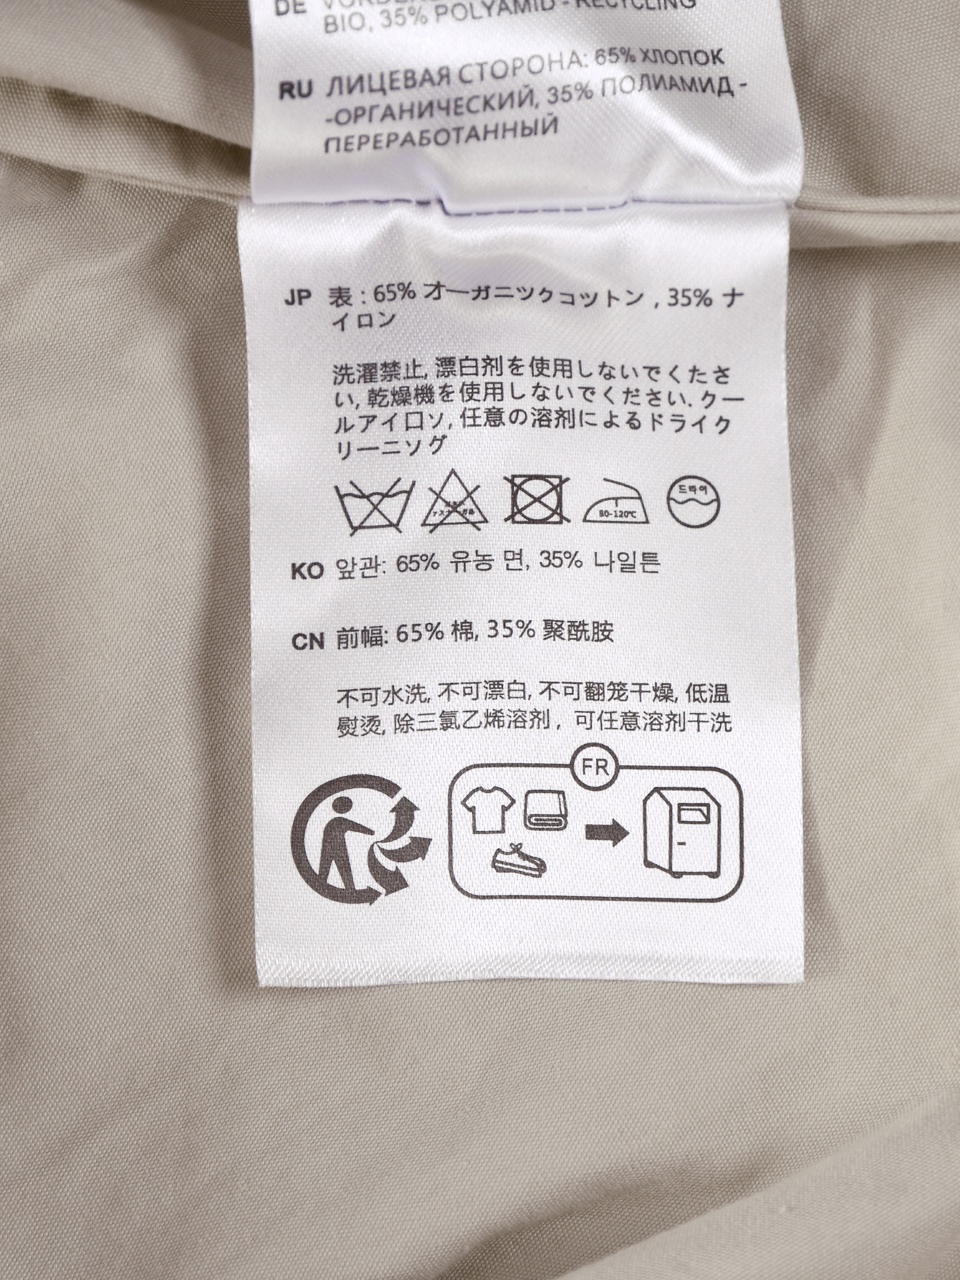 DE
BIO, 35% POLYAMID - RECYCLING
RU ЛИЦЕВАЯ СТОРОНА: 65% ХЛОПОК
-ОРГАНИЧЕСКИЙ, 35% ПОЛИАМИД -
ПЕРЕРАБОТАННЫЙ
JP 表 : 65% オーガニツクコツトン , 35% ナ
イロン
洗濯禁止, 漂白剤を使用しないでくたさ
い, 乾燥機を使用しないでください. クー
ルアイロソ, 任意の溶剤によるドライク
リーニソグ
80-120℃
드라이
KO 앞관: 65% 유농 면, 35% 나일튼
CN 前幅: 65% 棉, 35% 聚酰胺
不可水洗, 不可漂白, 不可翻笼干燥, 低温
熨烫, 除三氯乙烯溶剂 , 可任意溶剂干洗
FR